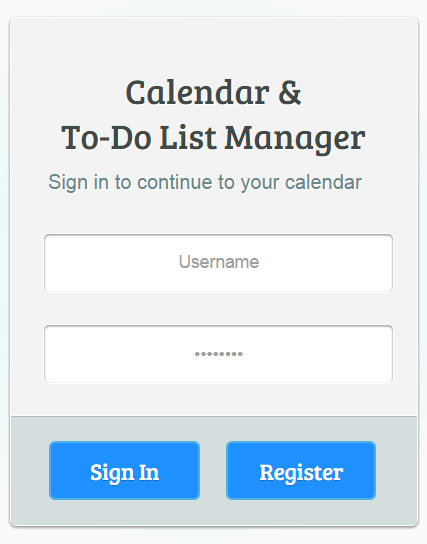 Calendar &
To-Do List Manager
Sign in to continue to your calendar
Username
••••••••
Sign In
Register